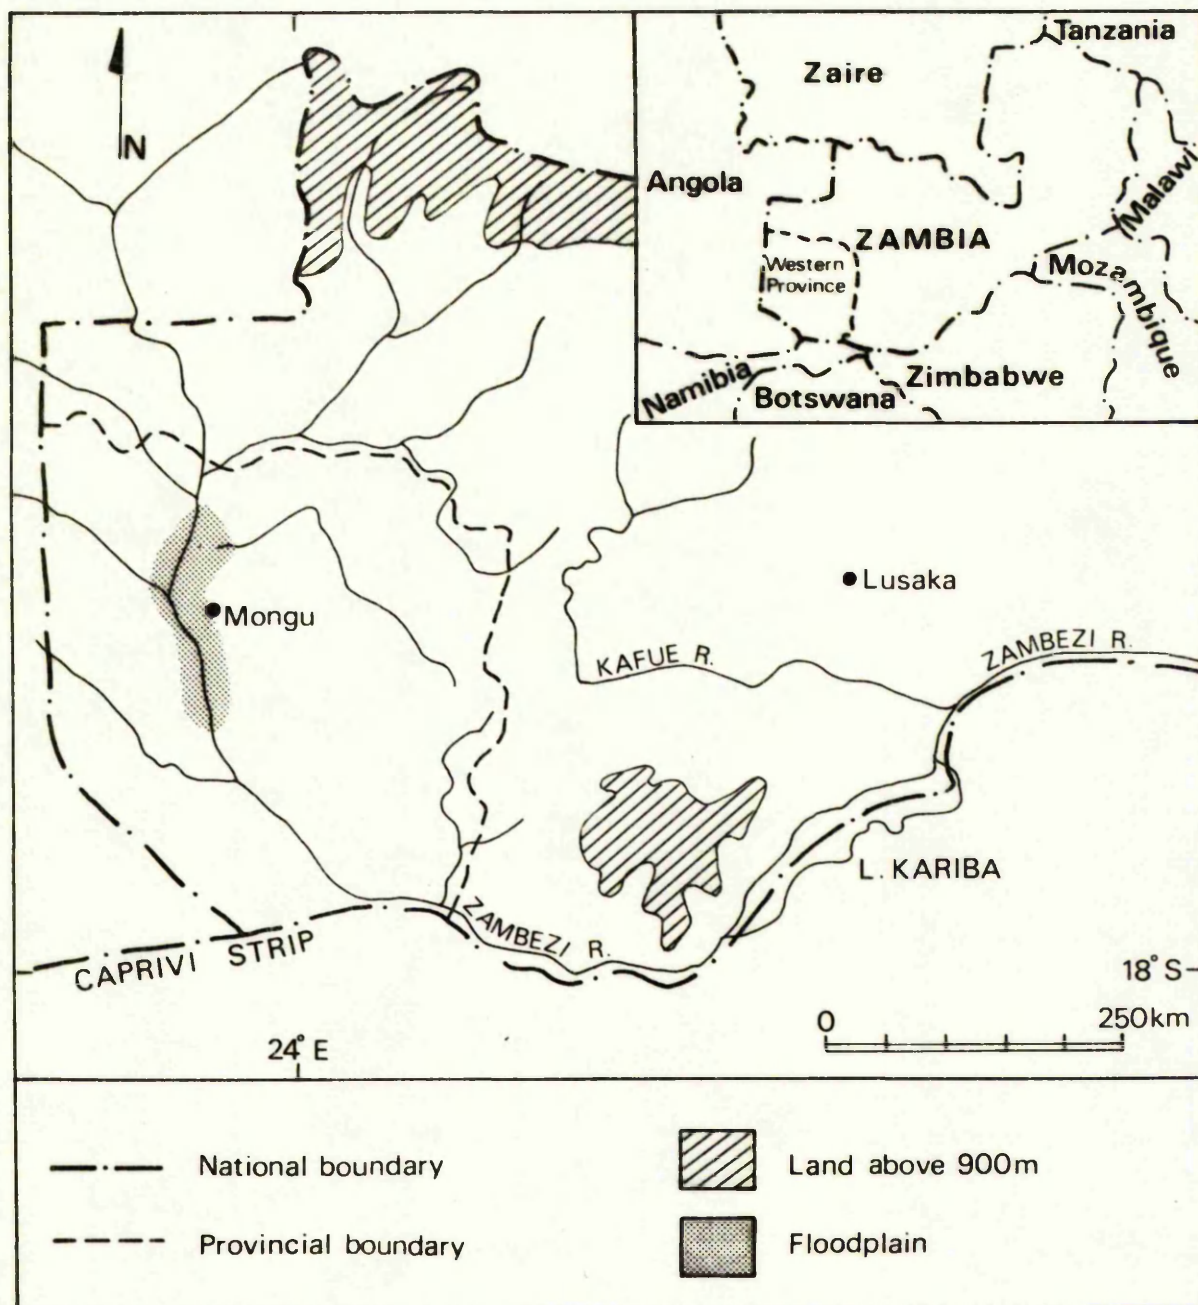 N
Tanzania
Zaire
Angola
Malawi
ZAMBIA
Western
Province
Mozambique
Namibia
Botswana
Zimbabwe
Mongu
Lusaka
KAFUE R.
ZAMBEZI R.
L. KARIBA
ZAMBEZI R.
CAPRIVI STRIP
18°S
0 250km
24°E
National boundary
Land above 900m
Provincial boundary
Floodplain